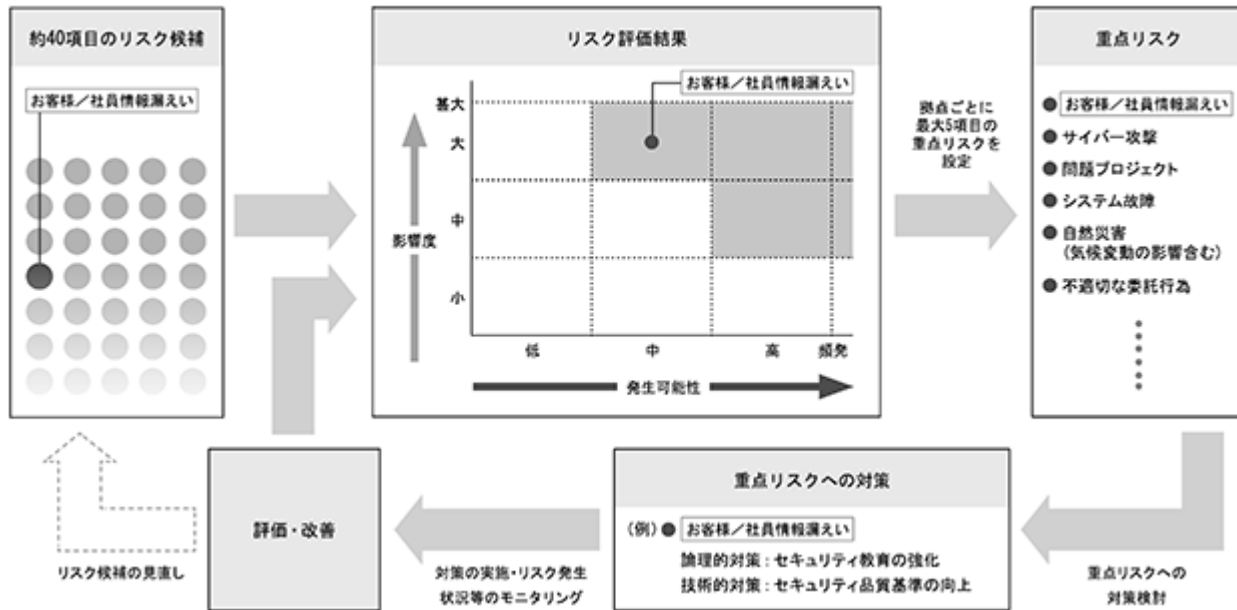 約40項目のリスク候補
お客様／社員情報漏えい
リスク評価結果
お客様／社員情報漏えい
甚大
大
中
小
影響度
低
中
高
頻発
発生可能性
拠点ごとに
最大5項目の
重点リスクを
設定
重点リスク
お客様／社員情報漏えい
サイバー攻撃
問題プロジェクト
システム故障
自然災害
(気候変動の影響含む)
不適切な委託行為
重点リスクへの
対策検討
重点リスクへの対策
(例) お客様／社員情報漏えい
論理的対策：セキュリティ教育の強化
技術的対策：セキュリティ品質基準の向上
対策の実施・リスク発生
状況等のモニタリング
評価・改善
リスク候補の見直し